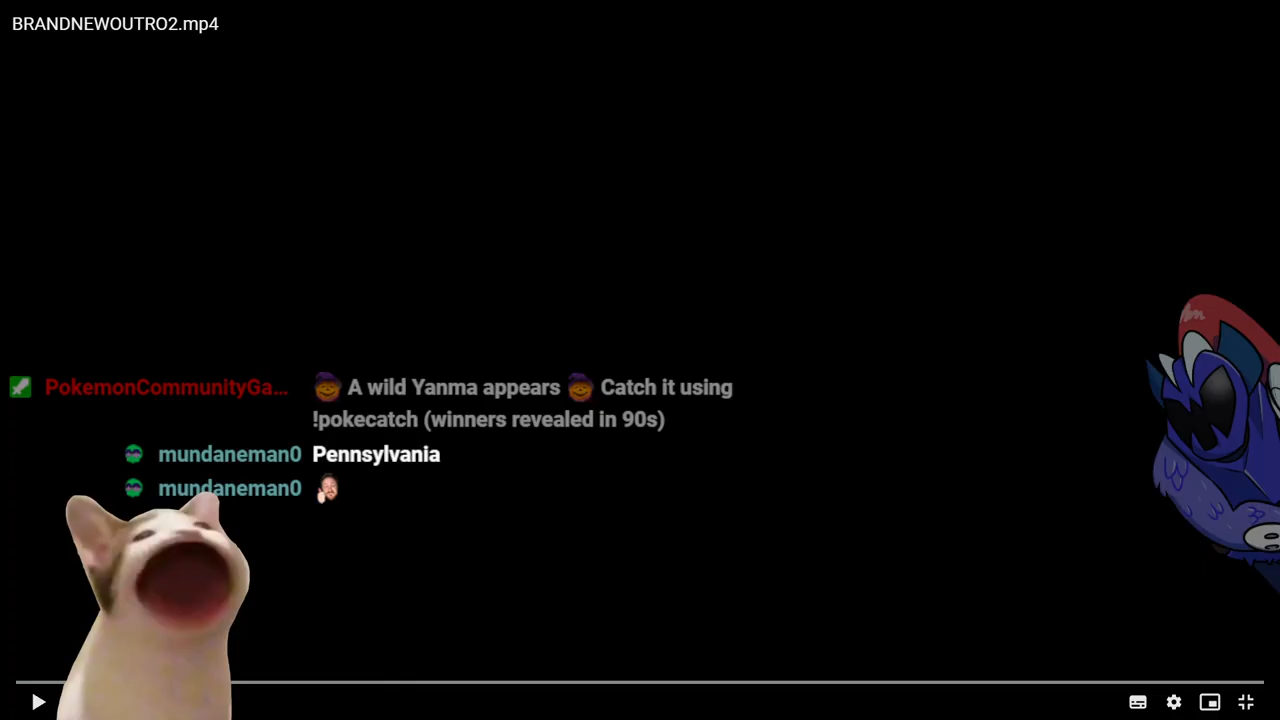 BRANDNEWOUTRO2.mp4
PokemonCommunityGa... A wild Yanma appears Catch it using
!pokecatch (winners revealed in 90s)
mundaneman0 Pennsylvania
mundaneman0